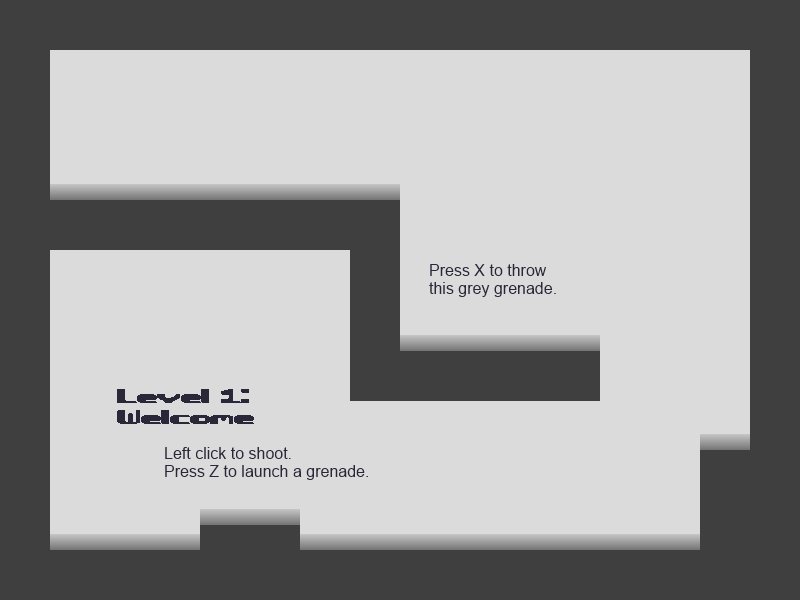 Press X to throw
this grey grenade.
Level 1:
Welcome
Left click to shoot.
Press Z to launch a grenade.